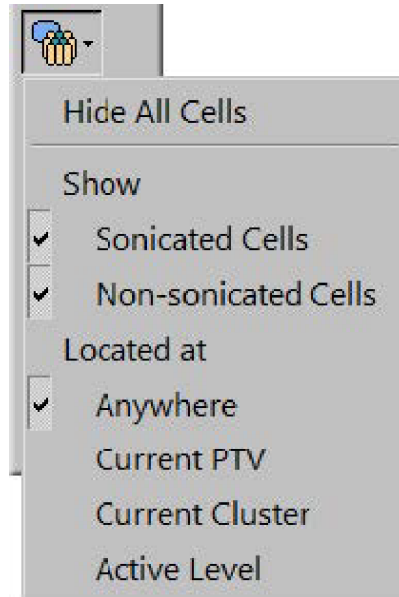 Hide All Cells
Show
Sonicated Cells
Non-sonicated Cells
Located at
Anywhere
Current PTV
Current Cluster
Active Level